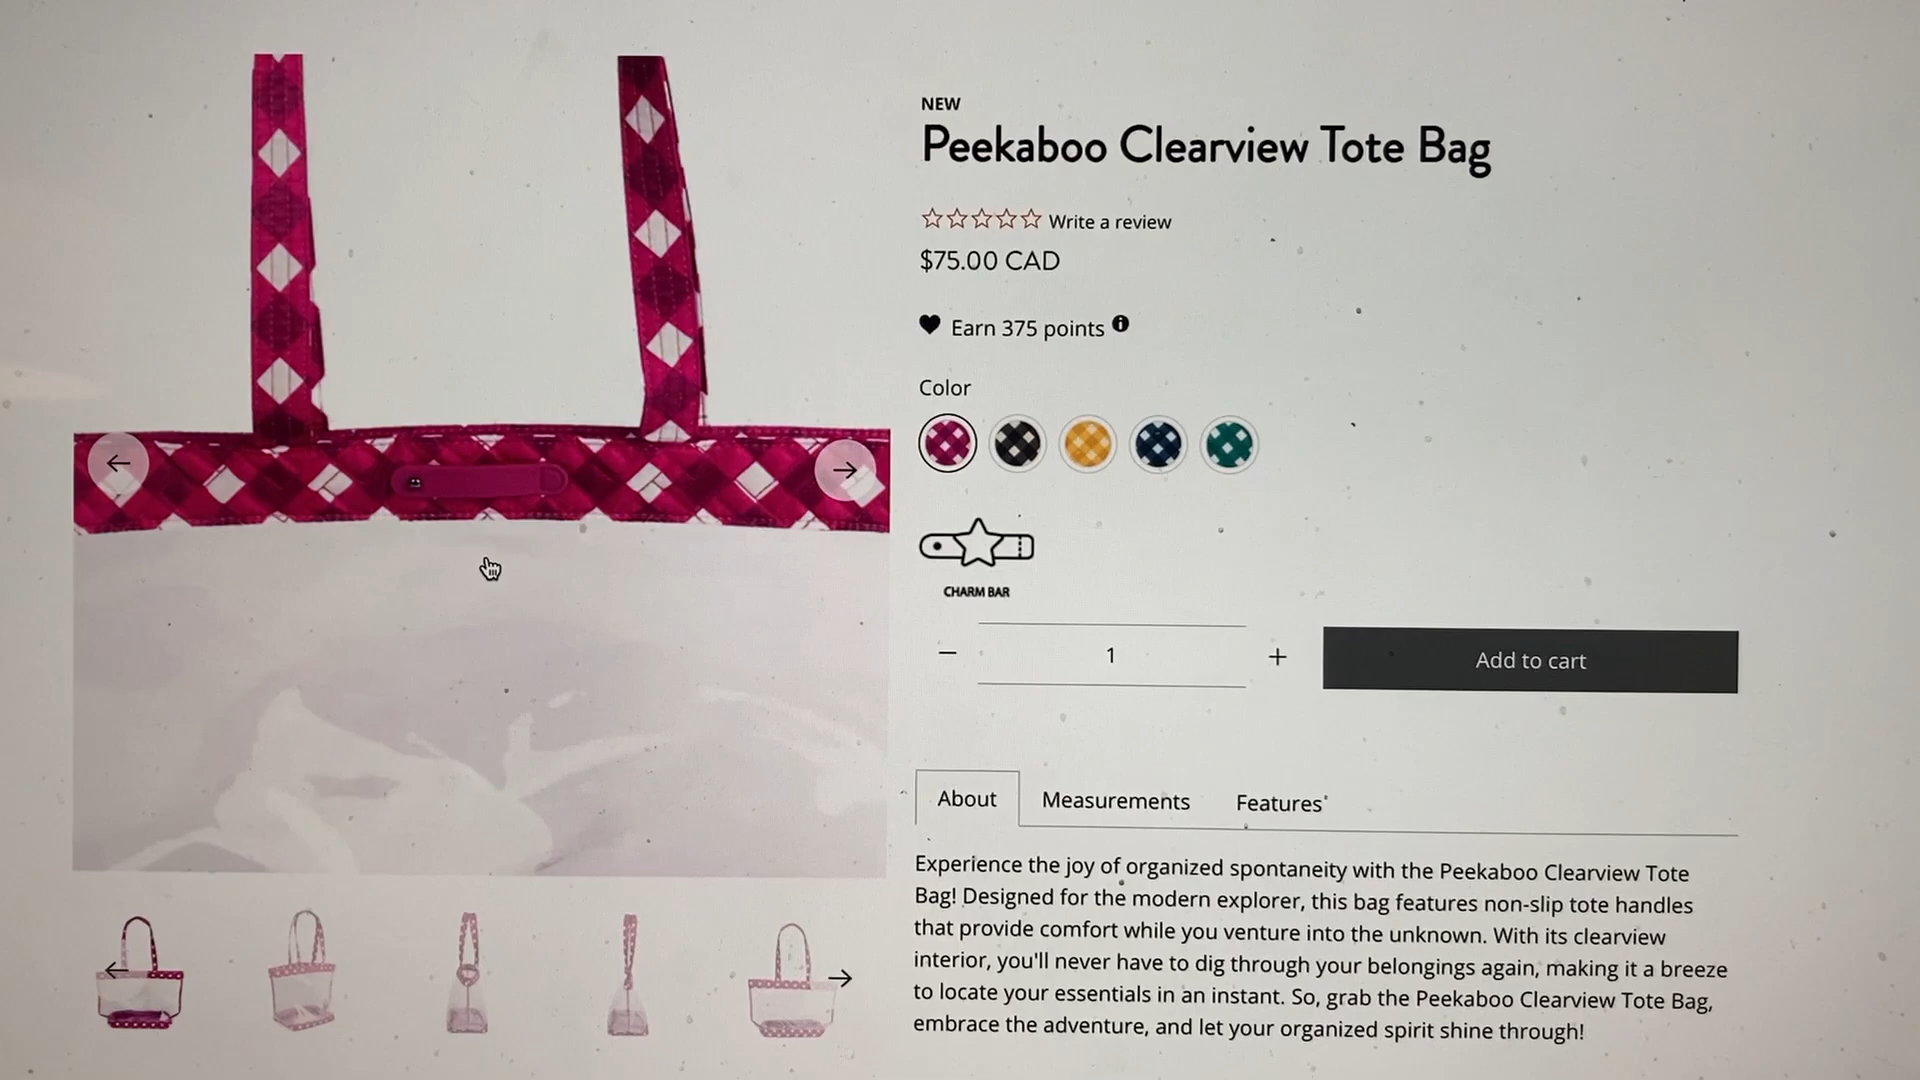 NEW
Peekaboo Clearview Tote Bag
Write a review
$75.00 CAD
Earn 375 points
Color
CHARM BAR
1
Add to cart
About Measurements Features
Experience the joy of organized spontaneity with the Peekaboo Clearview Tote
Bag! Designed for the modern explorer, this bag features non-slip tote handles
that provide comfort while you venture into the unknown. With its clearview
interior, you'll never have to dig through your belongings again, making it a breeze
to locate your essentials in an instant. So, grab the Peekaboo Clearview Tote Bag,
embrace the adventure, and let your organized spirit shine through!